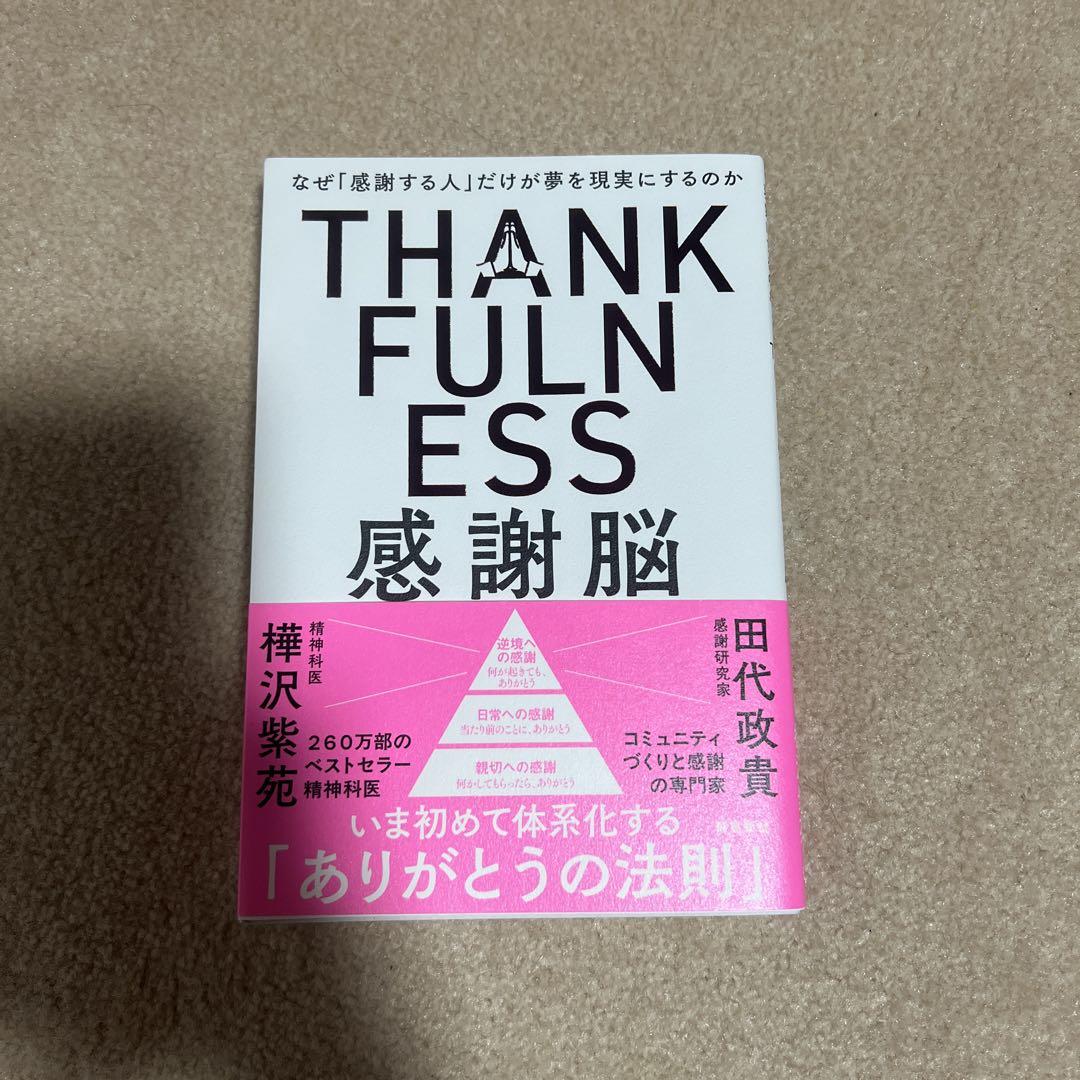 なぜ「感謝する人」だけが夢を現実にするのか
THANK
FULN
ESS
感謝脳
精神科医
樺沢紫苑
260万部の
ベストセラー
精神科医
逆境へ
の感謝
何が起きても、
ありがとう
日常への感謝
当たり前のことに、ありがとう
親切への感謝
何かしてもらったら、ありがとう
田代政貴
感謝研究家
コミュニティ
づくりと感謝
の専門家
いま初めて体系化する
「ありがとうの法則」